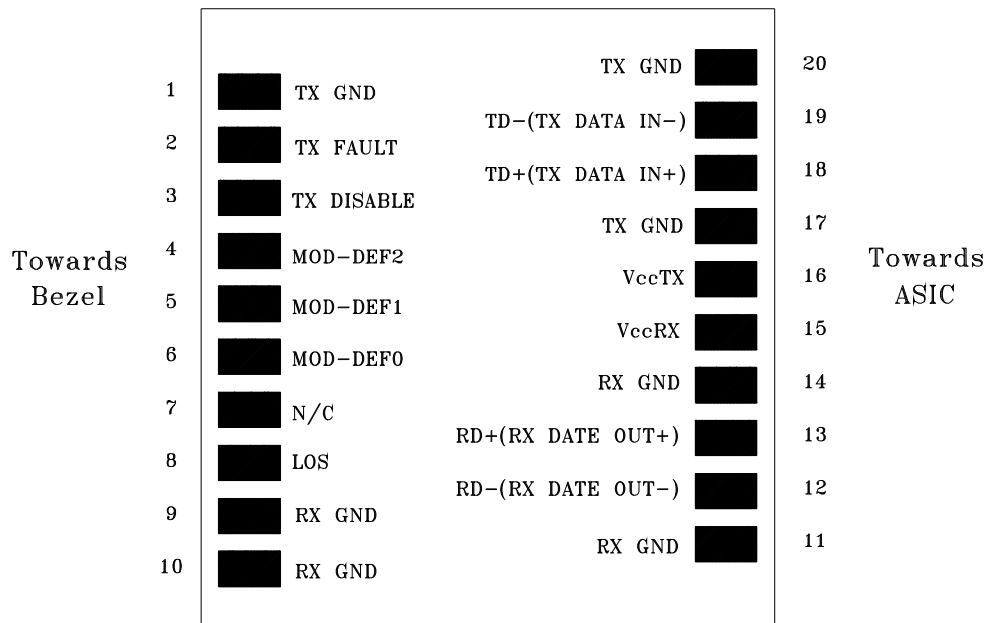 1 TX GND
2 TX FAULT
3 TX DISABLE
4 MOD-DEF2
5 MOD-DEF1
6 MOD-DEF0
7 N/C
8 LOS
9 RX GND
10 RX GND
Towards
Bezel
TX GND 20
TD-(TX DATA IN-) 19
TD+(TX DATA IN+) 18
TX GND 17
VccTX 16
VccRX 15
RX GND 14
RD+(RX DATE OUT+) 13
RD-(RX DATE OUT-) 12
RX GND 11
Towards
ASIC